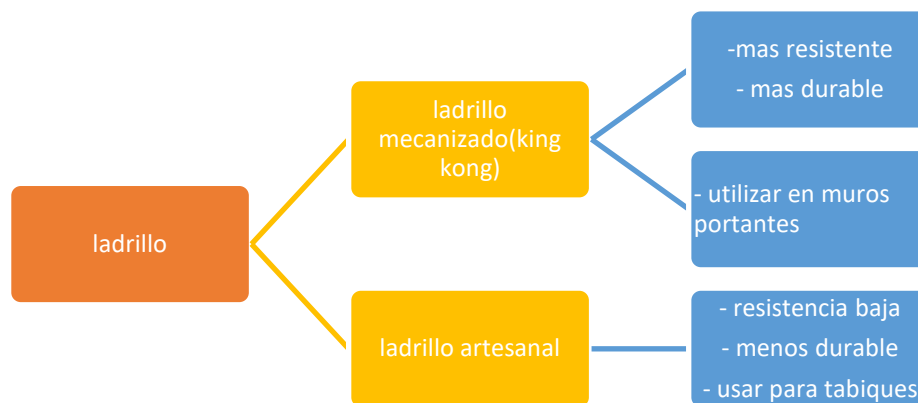 ladrillo
ladrillo
mecanizado(king
kong)
-mas resistente
- mas durable
- utilizar en muros
portantes
ladrillo artesanal
- resistencia baja
- menos durable
- usar para tabiques